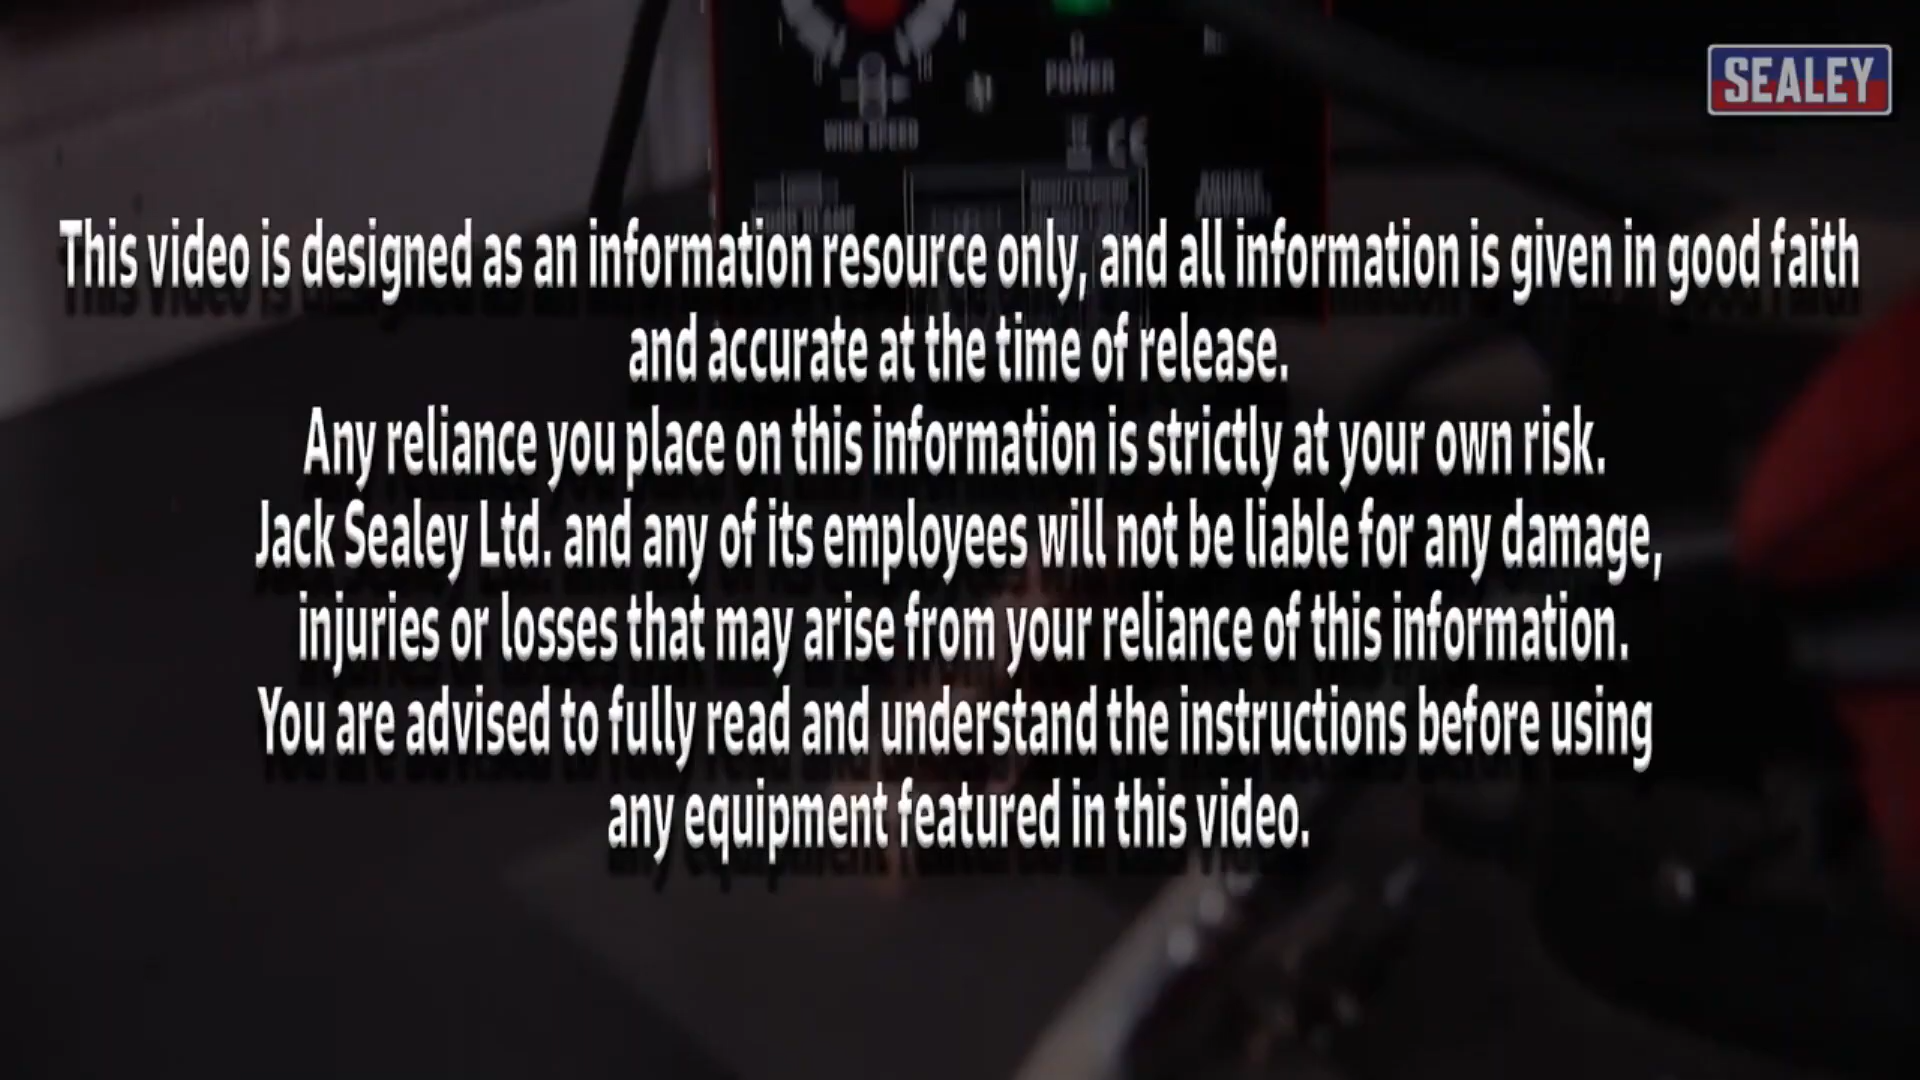 SEALEY
POWER
WIRE SPEED
CE
This video is designed as an information resource only, and all information is given in good faith
and accurate at the time of release.
Any reliance you place on this information is strictly at your own risk.
Jack Sealey Ltd. and any of its employees will not be liable for any damage,
injuries or losses that may arise from your reliance of this information.
You are advised to fully read and understand the instructions before using
any equipment featured in this video.